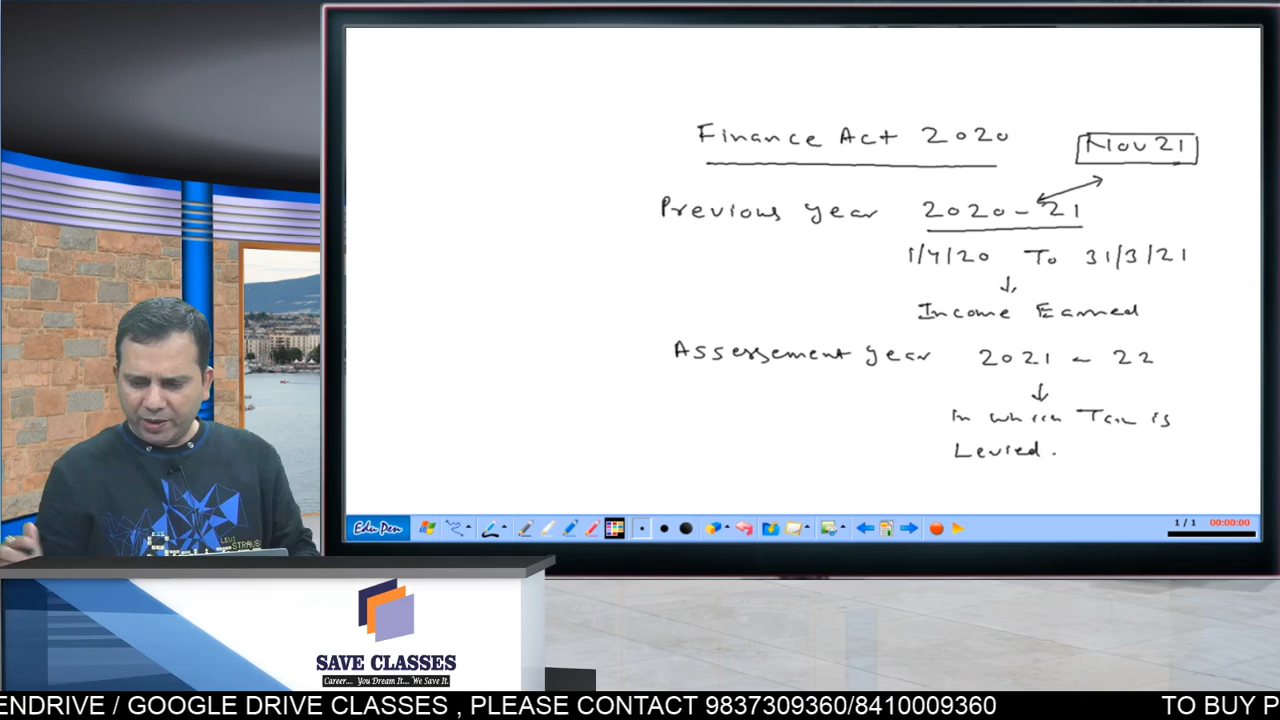 Finance Act 2020
Nov 21
Previous year 2020-21
1/4/20 To 31/3/21
Income Earned
Assessement year 2021 - 22
In which Tax is
Levied.
Edu Pen
1 / 1 00:00:00
LEVI
STRAUSS
SAVE CLASSES
Career.... You Dream It... We Save It.
ENDRIVE / GOOGLE DRIVE CLASSES , PLEASE CONTACT 9837309360/8410009360 TO BUY P